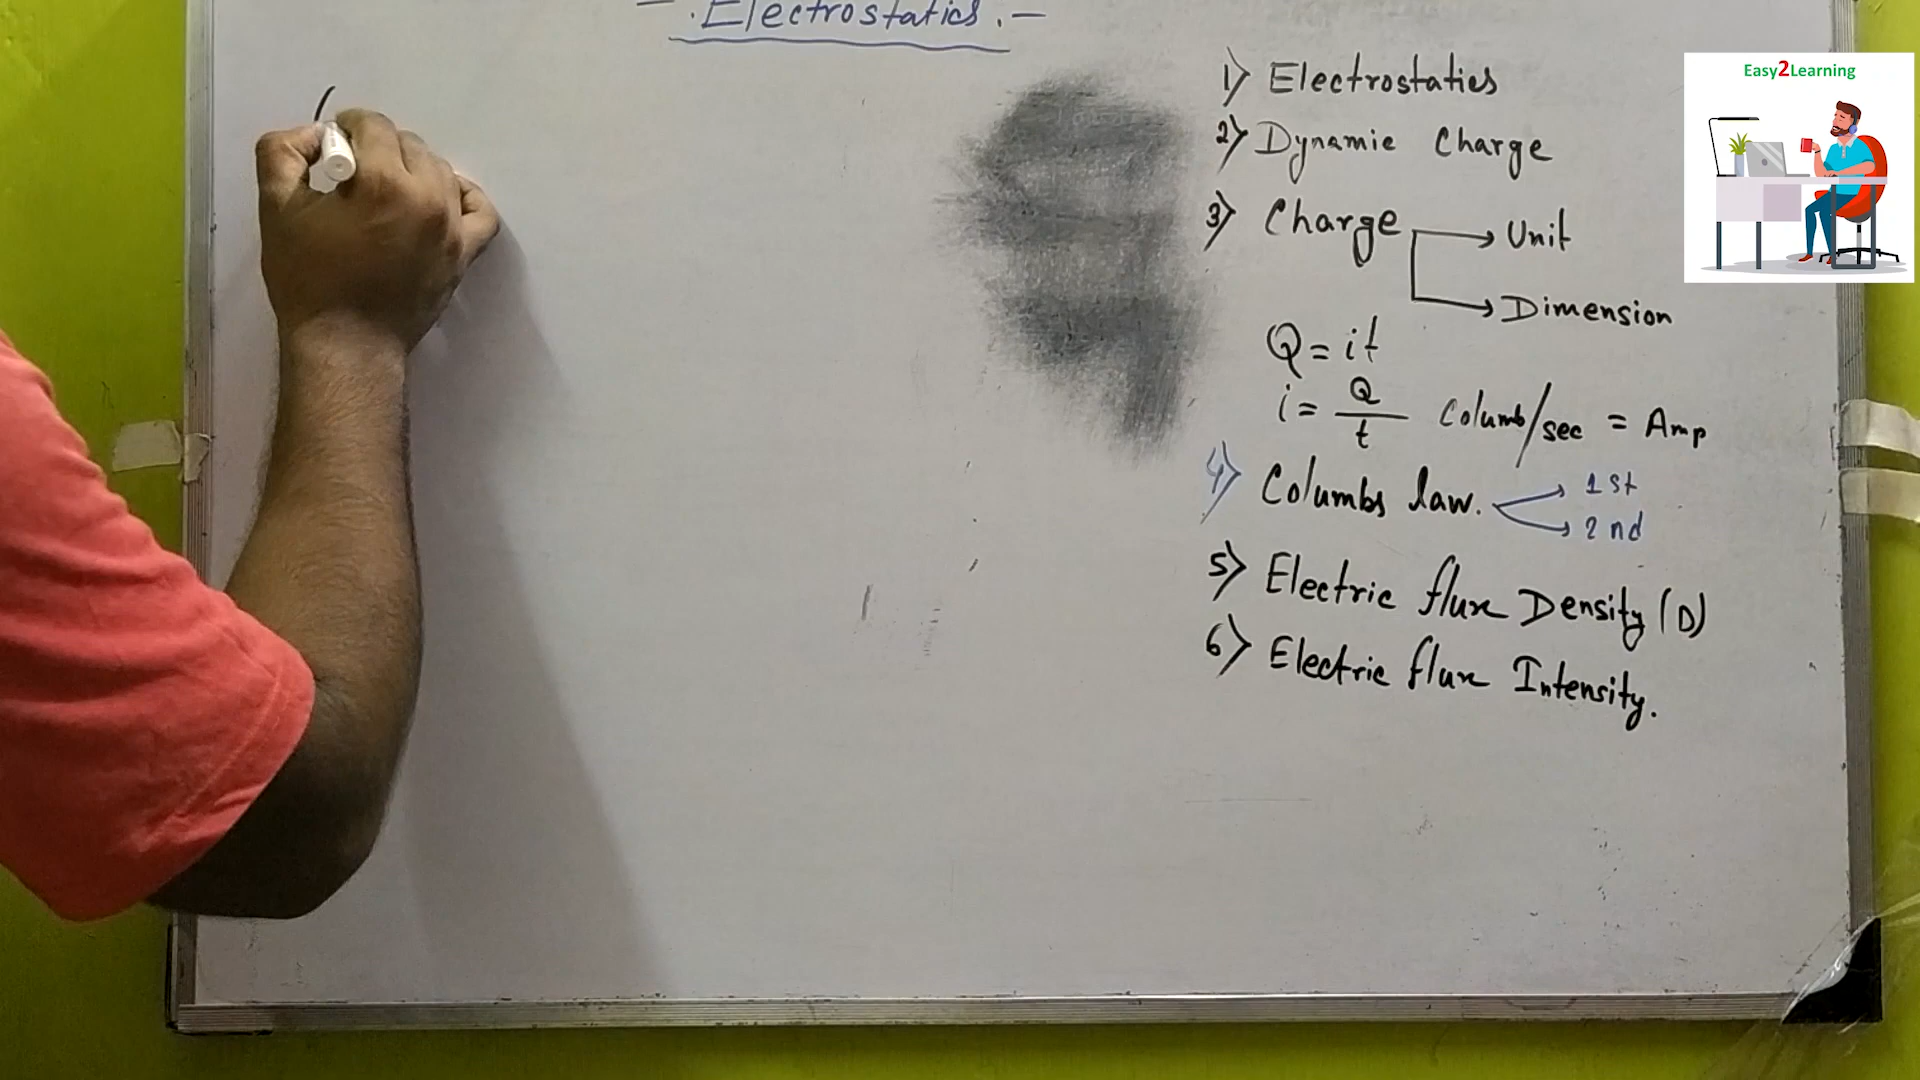 - . Electrostatics . -
1) Electrostatics
2) Dynamic Charge
3) Charge → Unit
→ Dimension
Q = it
i = Q/t Columb/sec = Amp
4) Columbs law. → 1st
→ 2nd
5) Electric flux Density (D)
6) Electric flux Intensity.
Easy2Learning